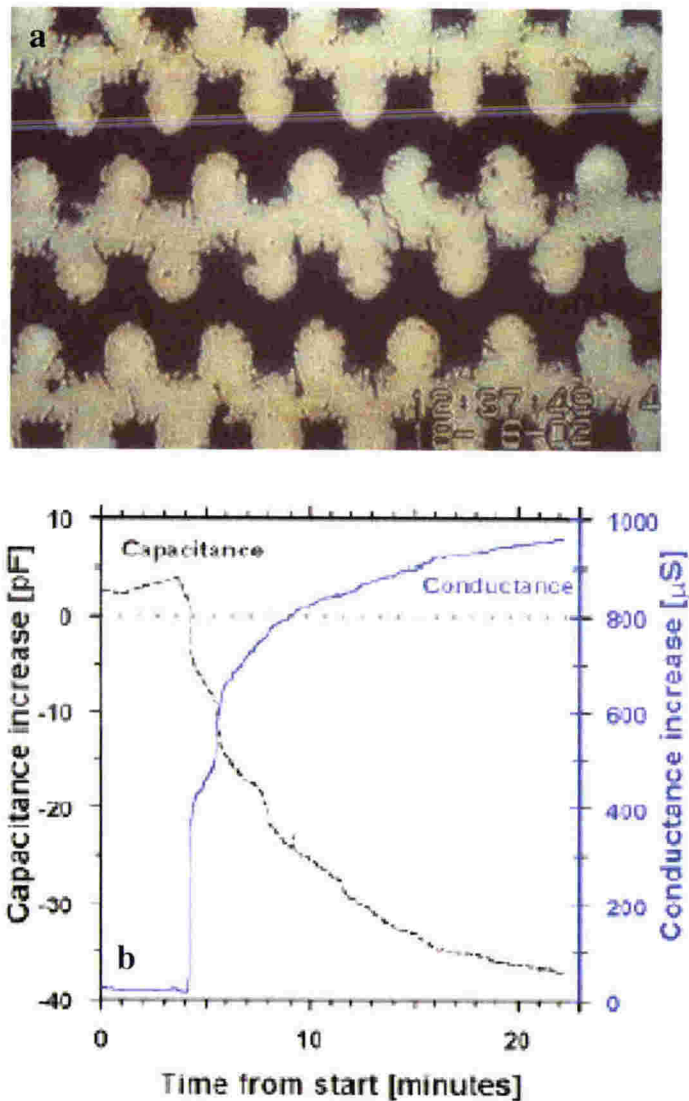 a
10 1000
Capacitance
Conductance
0 800
-10 600
-20 400
-30 200
b
-40 0
0 10 20
Time from start [minutes]
Capacitance increase [pF]
Conductance increase [µS]